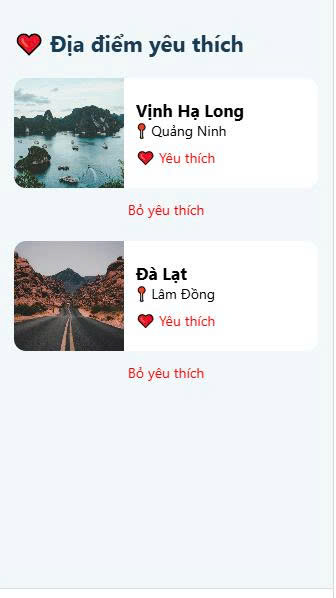 ❤️ Địa điểm yêu thích
Vịnh Hạ Long
📍 Quảng Ninh
❤️ Yêu thích
Bỏ yêu thích
Đà Lạt
📍 Lâm Đồng
❤️ Yêu thích
Bỏ yêu thích